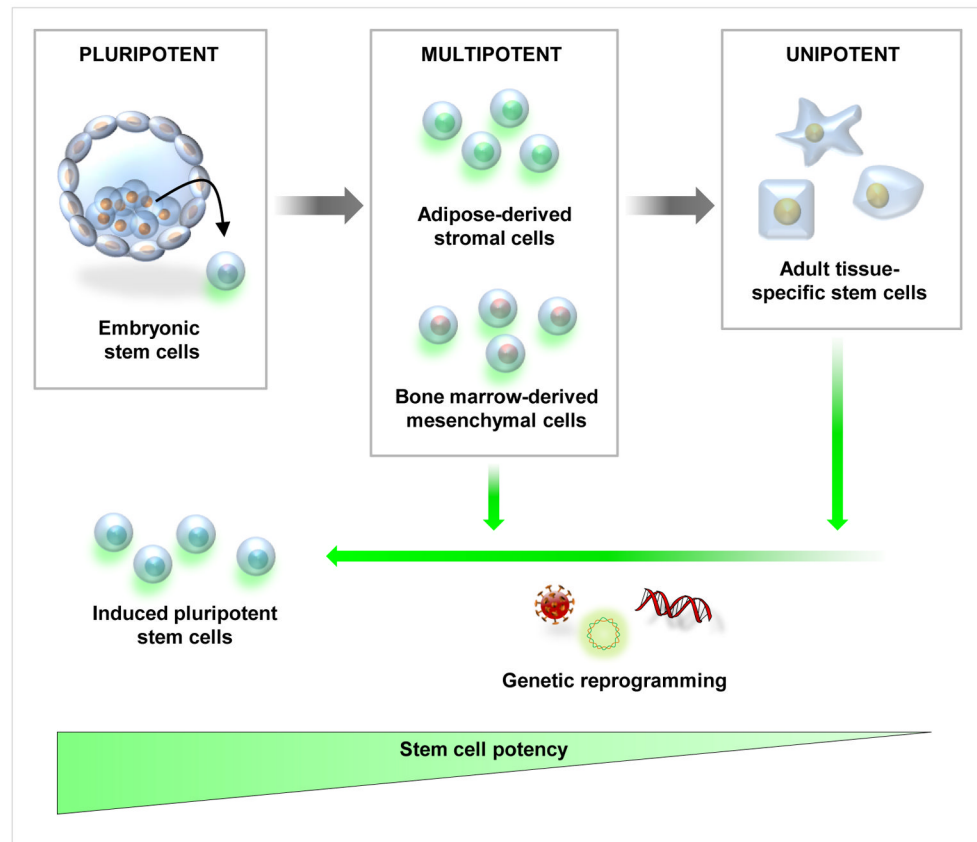 PLURIPOTENT
Embryonic
stem cells
MULTIPOTENT
Adipose-derived
stromal cells
Bone marrow-derived
mesenchymal cells
UNIPOTENT
Adult tissue-
specific stem cells
Induced pluripotent
stem cells
Genetic reprogramming
Stem cell potency